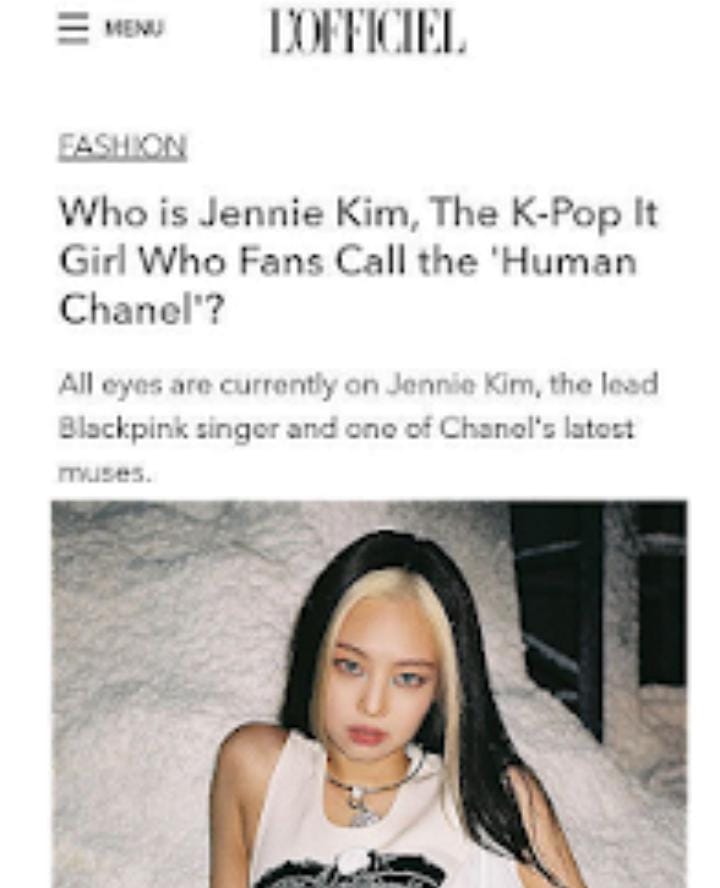 MENU
L'OFFICIEL
FASHION
Who is Jennie Kim, The K-Pop It
Girl Who Fans Call the 'Human
Chanel'?
All eyes are currently on Jennie Kim, the lead
Blackpink singer and one of Chanel's latest
muses.